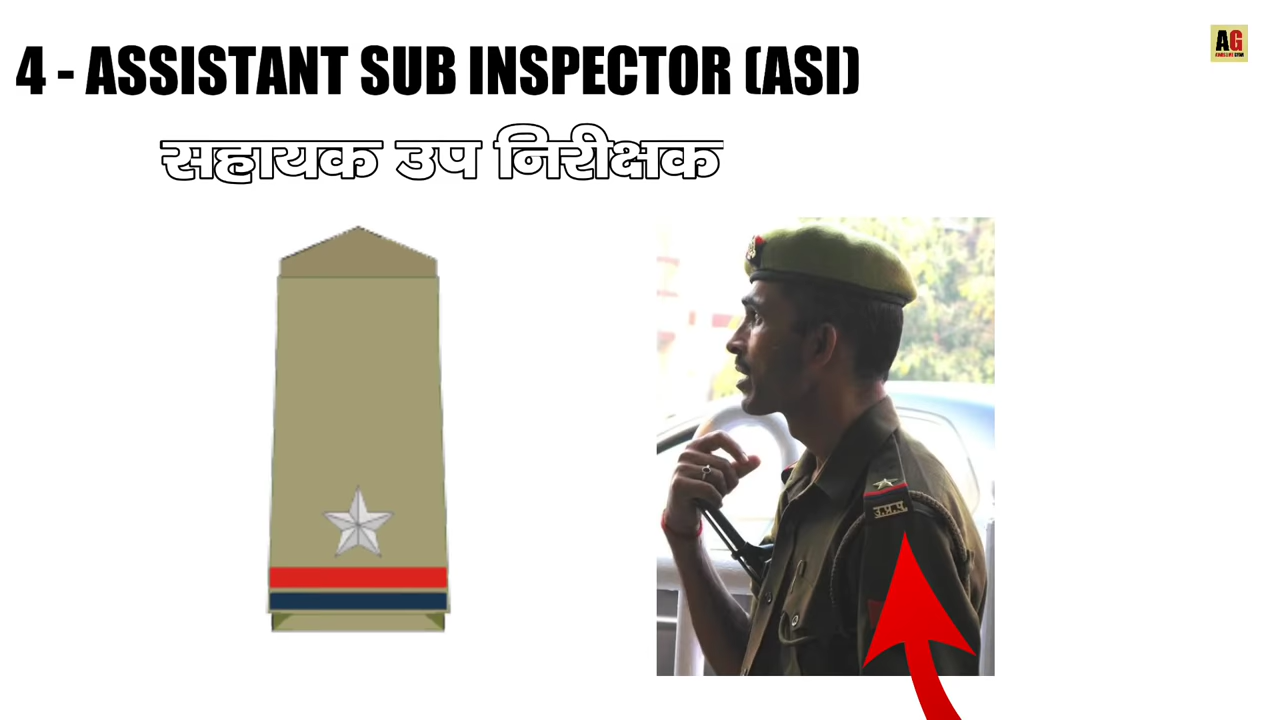 4 - ASSISTANT SUB INSPECTOR (ASI)
AG
सहायक उप निरीक्षक
उ.प्र.पु.